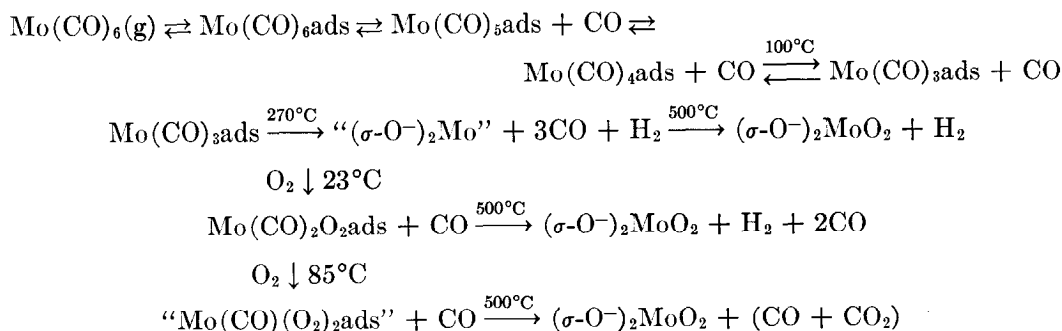 Mo(CO)₆(g) ⇄ Mo(CO)₆ads ⇄ Mo(CO)₅ads + CO ⇄
Mo(CO)₄ads + CO ⇄ 100°C Mo(CO)₃ads + CO
Mo(CO)₃ads 270°C → “(σ-O⁻)₂Mo” + 3CO + H₂ 500°C → (σ-O⁻)₂MoO₂ + H₂
O₂ ↓ 23°C
Mo(CO)₂O₂ads + CO 500°C → (σ-O⁻)₂MoO₂ + H₂ + 2CO
O₂ ↓ 85°C
“Mo(CO)(O₂)₂ads” + CO 500°C → (σ-O⁻)₂MoO₂ + (CO + CO₂)